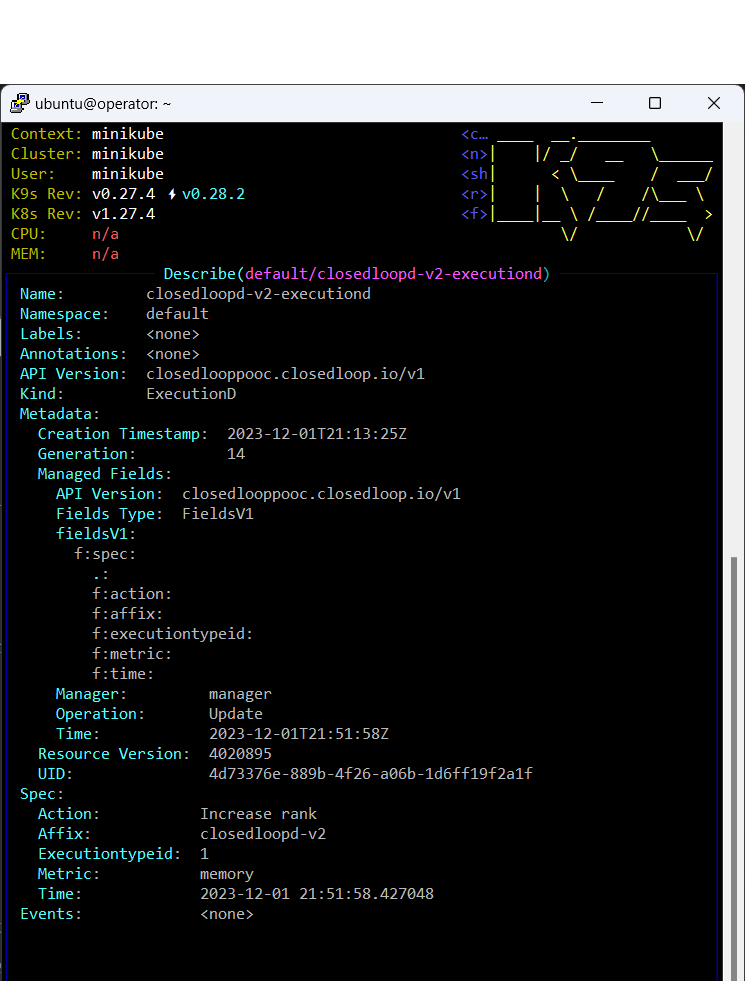 ubuntu@operator: ~
Context: minikube <c…
Cluster: minikube <n>
User: minikube <sh
K9s Rev: v0.27.4 ⚡v0.28.2 <r>
K8s Rev: v1.27.4 <f>
CPU: n/a
MEM: n/a
Describe(default/closedloopd-v2-executiond)
Name: closedloopd-v2-executiond
Namespace: default
Labels: <none>
Annotations: <none>
API Version: closedlooppooc.closedloop.io/v1
Kind: ExecutionD
Metadata:
Creation Timestamp: 2023-12-01T21:13:25Z
Generation: 14
Managed Fields:
API Version: closedlooppooc.closedloop.io/v1
Fields Type: FieldsV1
fieldsV1:
f:spec:
.:
f:action:
f:affix:
f:executiontypeid:
f:metric:
f:time:
Manager: manager
Operation: Update
Time: 2023-12-01T21:51:58Z
Resource Version: 4020895
UID: 4d73376e-889b-4f26-a06b-1d6ff19f2a1f
Spec:
Action: Increase rank
Affix: closedloopd-v2
Executiontypeid: 1
Metric: memory
Time: 2023-12-01 21:51:58.427048
Events: <none>